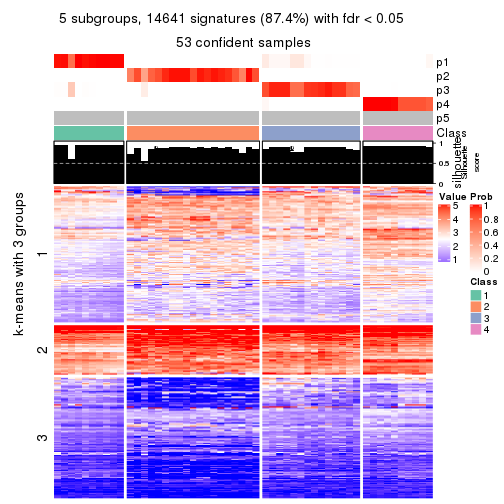 5 subgroups, 14641 signatures (87.4%) with fdr < 0.05
53 confident samples
p1
p2
p3
p4
p5
Class
1
0.5
0
silhouette
Silhouette
score
k-means with 3 groups
1
2
3
Value
5
4
3
2
1
Prob
1
0.8
0.6
0.4
0.2
0
Class
1
2
3
4